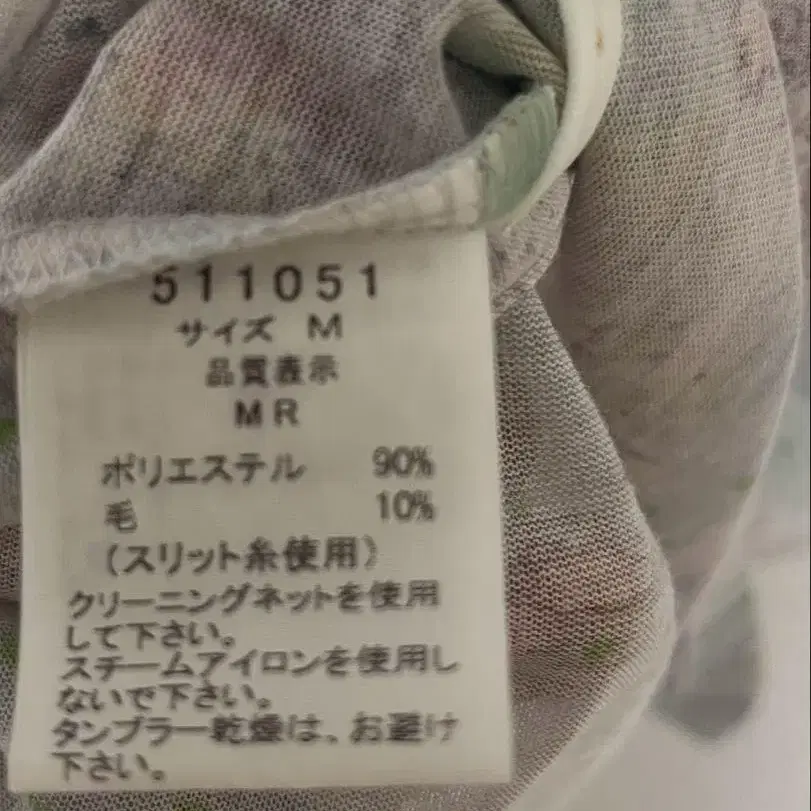 511051
サイズ M
品質表示
MR
ポリエステル 90%
毛 10%
(スリット糸使用)
クリーニングネットを使用
して下さい。
スチームアイロンを使用し
ないで下さい。
タンブラー乾燥は、お避け
下さい。